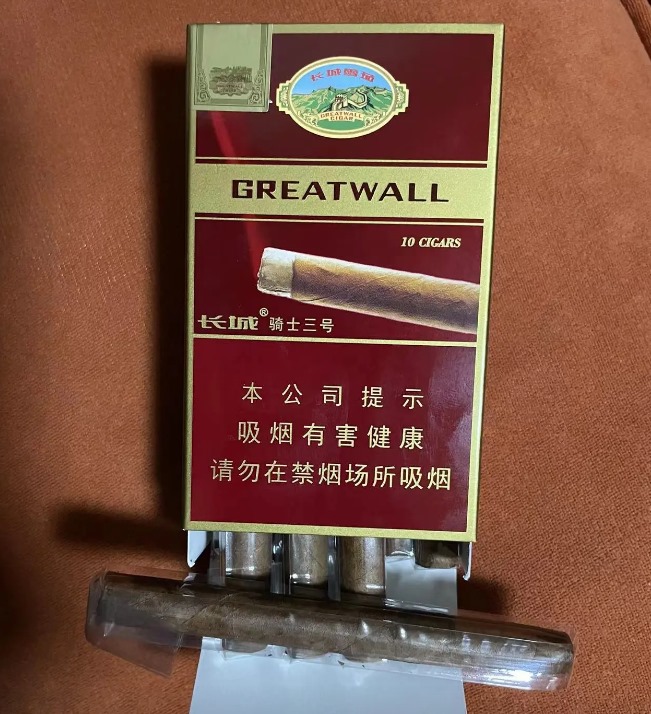 长城雪茄
GREATWALL
CIGAR
GREATWALL
10 CIGARS
长城® 骑士三号
本公司提示
吸烟有害健康
请勿在禁烟场所吸烟